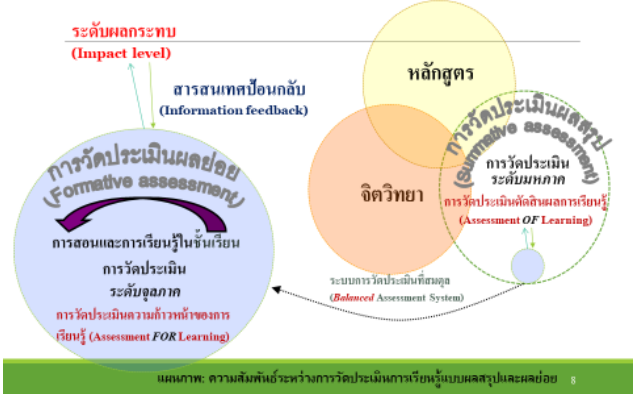 ระดับผลกระทบ
(Impact level)
สารสนเทศป้อนกลับ
(Information feedback)
การวัดประเมินผลย่อย
(Formative assessment)
การสอนและการเรียนรู้ในชั้นเรียน
การวัดประเมิน
ระดับจุลภาค
การวัดประเมินความก้าวหน้าของการ
เรียนรู้ (Assessment FOR Learning)
หลักสูตร
จิตวิทยา
การวัดประเมินผลสรุป
(Summative assessment)
การวัดประเมิน
ระดับมหภาค
การวัดประเมินตัดสินผลการเรียนรู้
(Assessment OF Learning)
ระบบการวัดประเมินที่สมดุล
(Balanced Assessment System)
แผนภาพ: ความสัมพันธ์ระหว่างการวัดประเมินการเรียนรู้แบบผลสรุปและผลย่อย 8